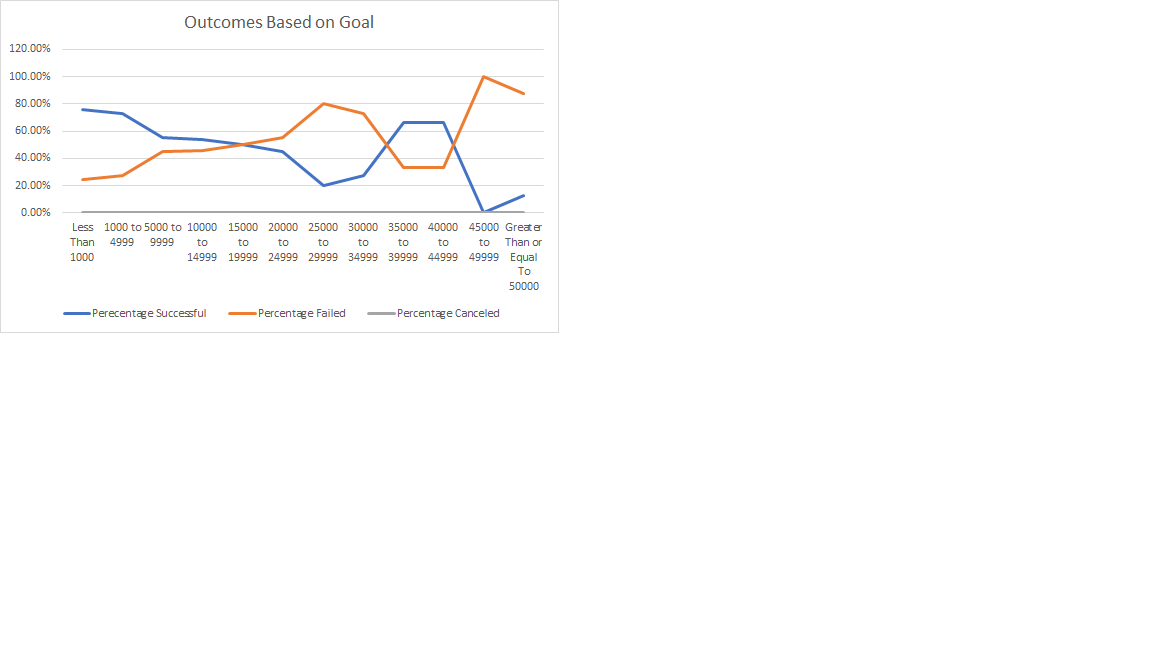 Outcomes Based on Goal
120.00%
100.00%
80.00%
60.00%
40.00%
20.00%
0.00%
Less Than 1000
1000 to 4999
5000 to 9999
10000 to 14999
15000 to 19999
20000 to 24999
25000 to 29999
30000 to 34999
35000 to 39999
40000 to 44999
45000 to 49999
Greater Than or Equal To 50000
Perecentage Successful
Percentage Failed
Percentage Canceled